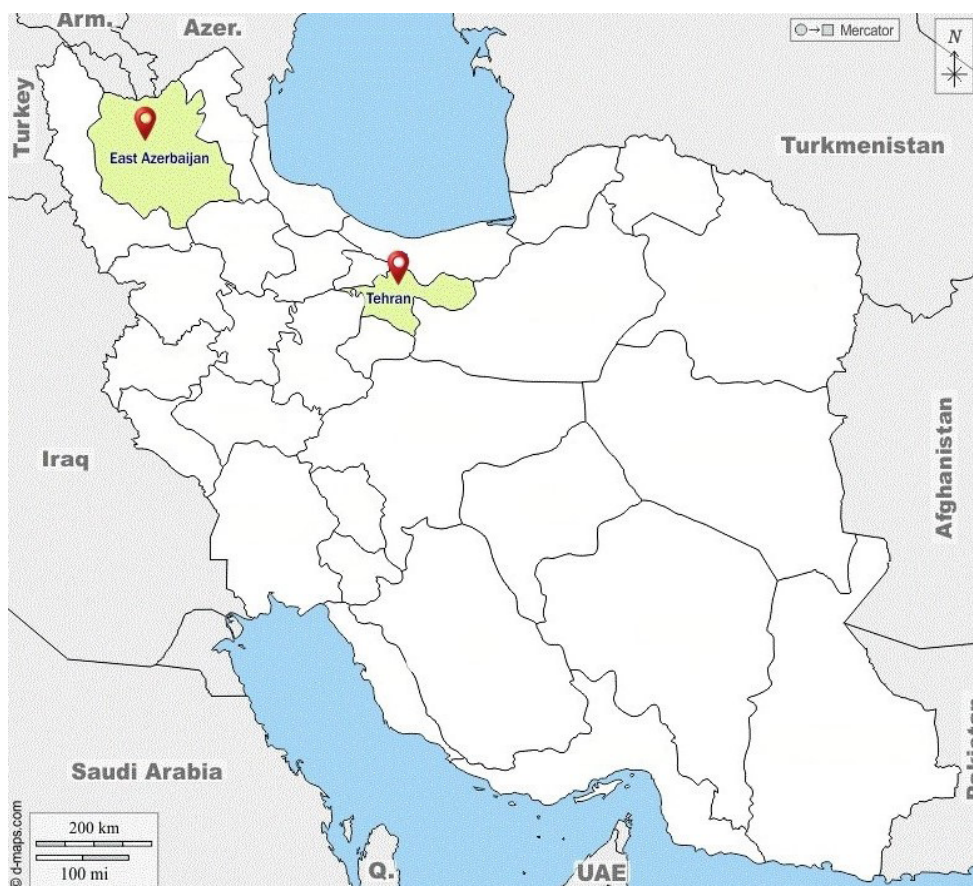 Arm.
Azer.
Mercator
N
Turkey
Turkmenistan
East Azerbaijan
Tehran
Iraq
Afghanistan
Saudi Arabia
Pakistan
200 km
100 mi
Q.
UAE
© d-maps.com